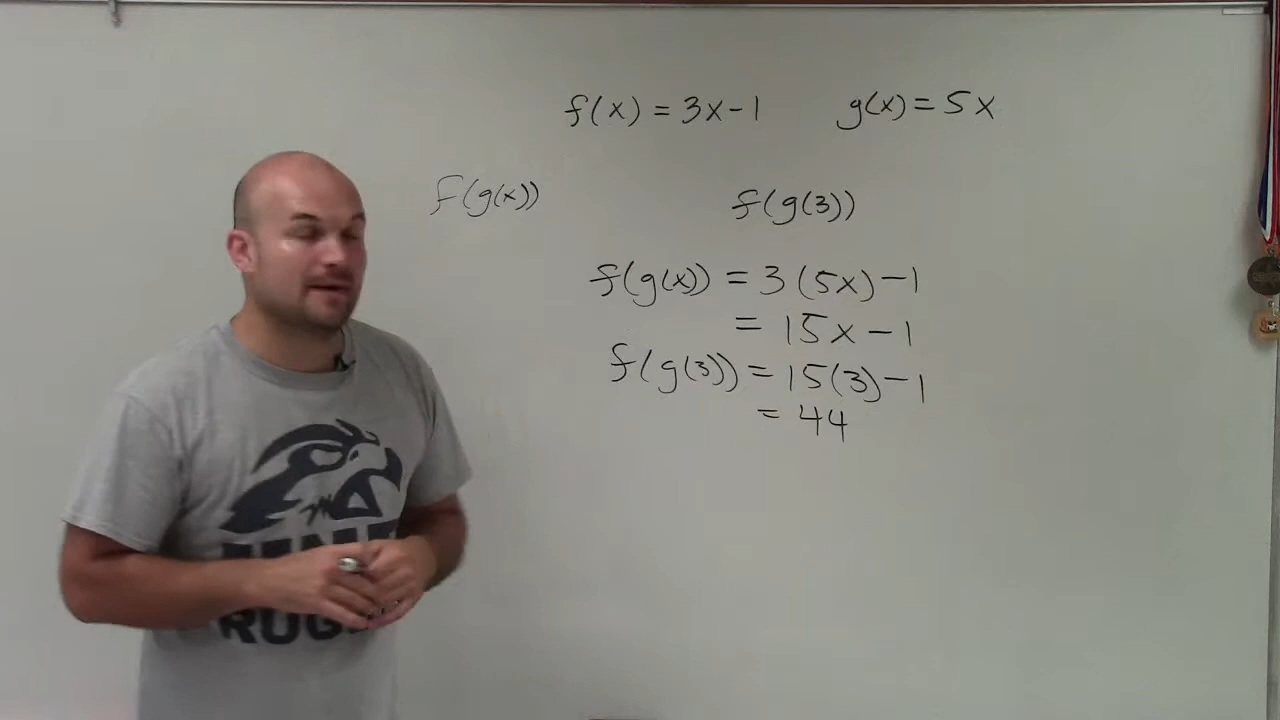 f(x) = 3x-1 g(x) = 5x
f(g(x)) f(g(3))
f(g(x)) = 3(5x)-1
= 15x-1
f(g(3)) = 15(3)-1
= 44